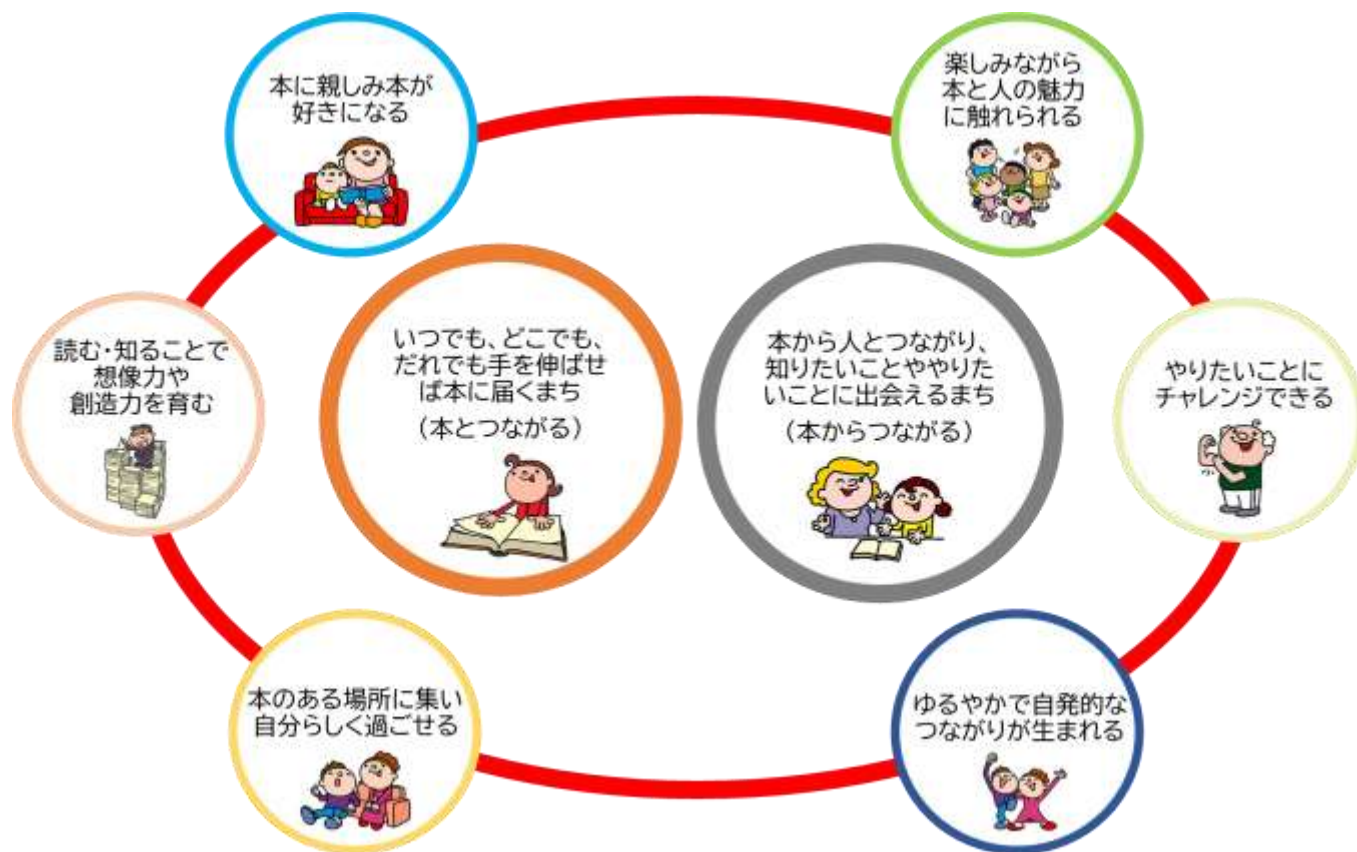 本に親しみ本が
好きになる
楽しみながら
本と人の魅力
に触れられる
読む・知ることで
想像力や
創造力を育む
いつでも、どこでも、
だれでも手を伸ばせ
ば本に届くまち
（本とつながる）
本から人とつながり、
知りたいことややりた
いことに出会えるまち
（本からつながる）
やりたいことに
チャレンジできる
本のある場所に集い
自分らしく過ごせる
ゆるやかで自発的な
つながりが生まれる